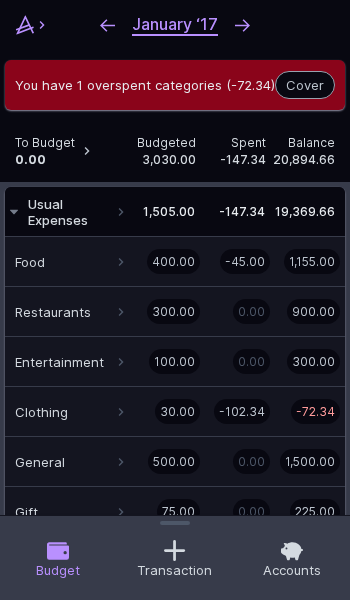 January ‘17
You have 1 overspent categories (-72.34) Cover
To Budget Budgeted Spent Balance
0.00 3,030.00 -147.34 20,894.66
Usual Expenses 1,505.00 -147.34 19,369.66
Food 400.00 -45.00 1,155.00
Restaurants 300.00 0.00 900.00
Entertainment 100.00 0.00 300.00
Clothing 30.00 -102.34 -72.34
General 500.00 0.00 1,500.00
Gift 75.00 0.00 225.00
Budget Transaction Accounts